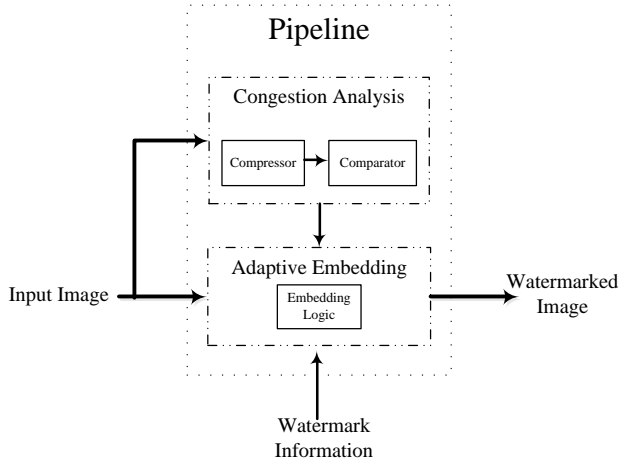 Pipeline
Congestion Analysis
Compressor
Comparator
Adaptive Embedding
Embedding
Logic
Input Image
Watermarked
Image
Watermark
Information